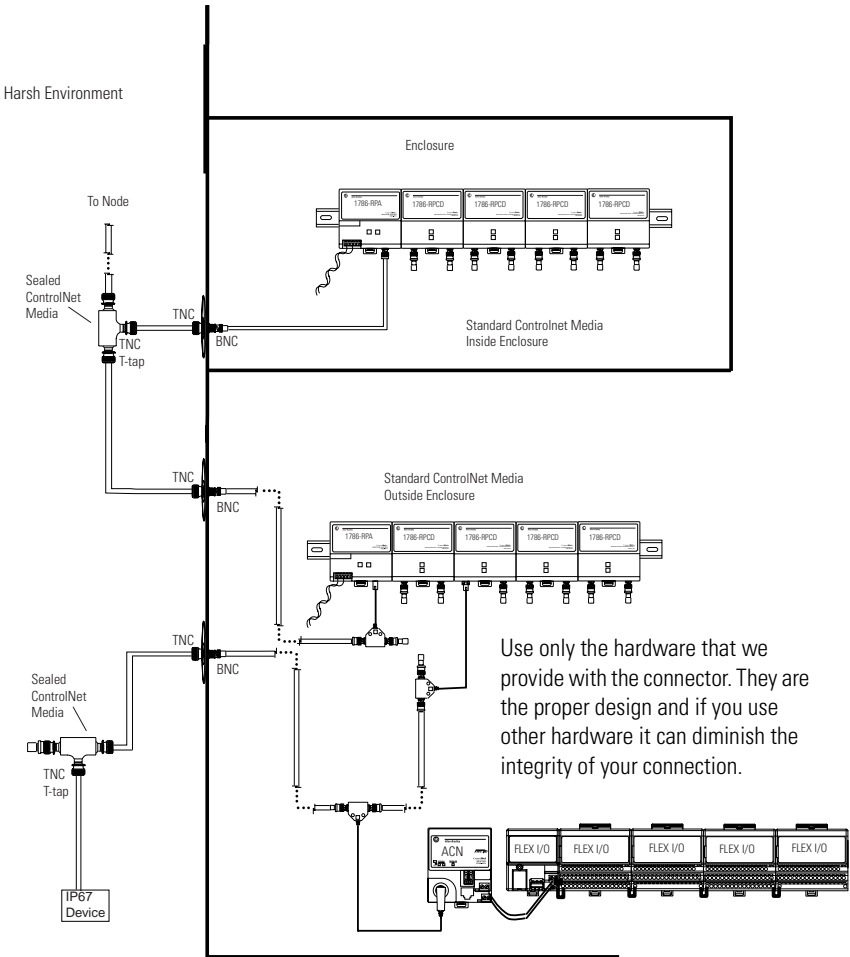 Harsh Environment
Enclosure
1786-RPA
1786-RPCD
1786-RPCD
1786-RPCD
1786-RPCD
To Node
Sealed
ControlNet
Media
TNC
T-tap
TNC
BNC
Standard Controlnet Media
Inside Enclosure
TNC
BNC
Standard ControlNet Media
Outside Enclosure
1786-RPA
1786-RPCD
1786-RPCD
1786-RPCD
1786-RPCD
TNC
BNC
Sealed
ControlNet
Media
TNC
T-tap
IP67
Device
Use only the hardware that we
provide with the connector. They are
the proper design and if you use
other hardware it can diminish the
integrity of your connection.
ACN
FLEX I/O
FLEX I/O
FLEX I/O
FLEX I/O
FLEX I/O